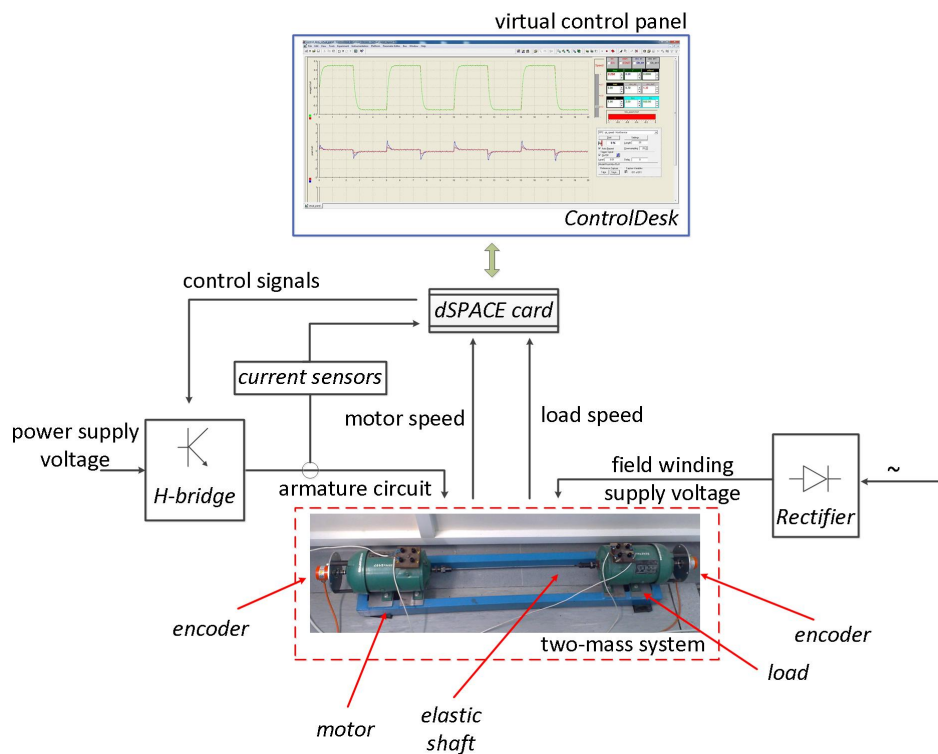 virtual control panel
ControlDesk
control signals
dSPACE card
current sensors
motor speed
load speed
power supply
voltage
H-bridge
armature circuit
field winding
supply voltage
~
Rectifier
encoder
two-mass system
encoder
load
motor
elastic
shaft